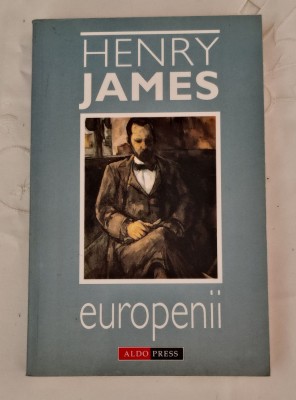 HENRY
JAMES
europenii
ALDO PRESS